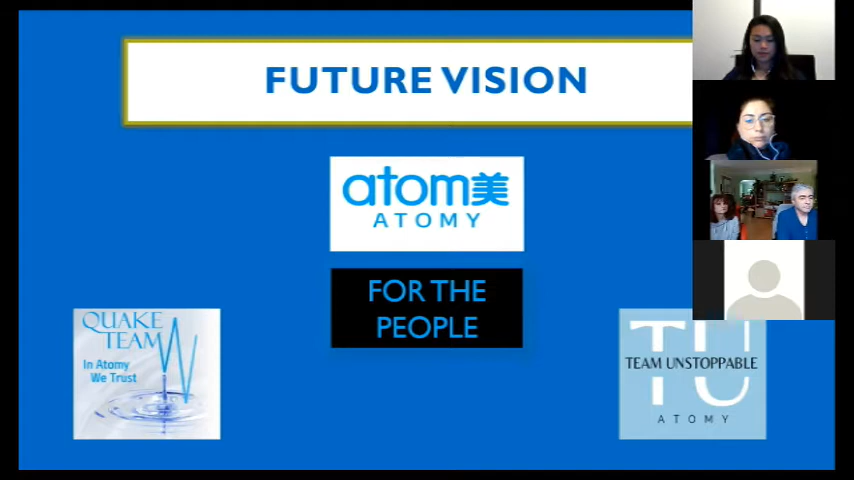 FUTURE VISION
atom美
ATOMY
FOR THE
PEOPLE
QUAKE
TEAM
In Atomy
We Trust
TU
TEAM UNSTOPPABLE
ATOMY